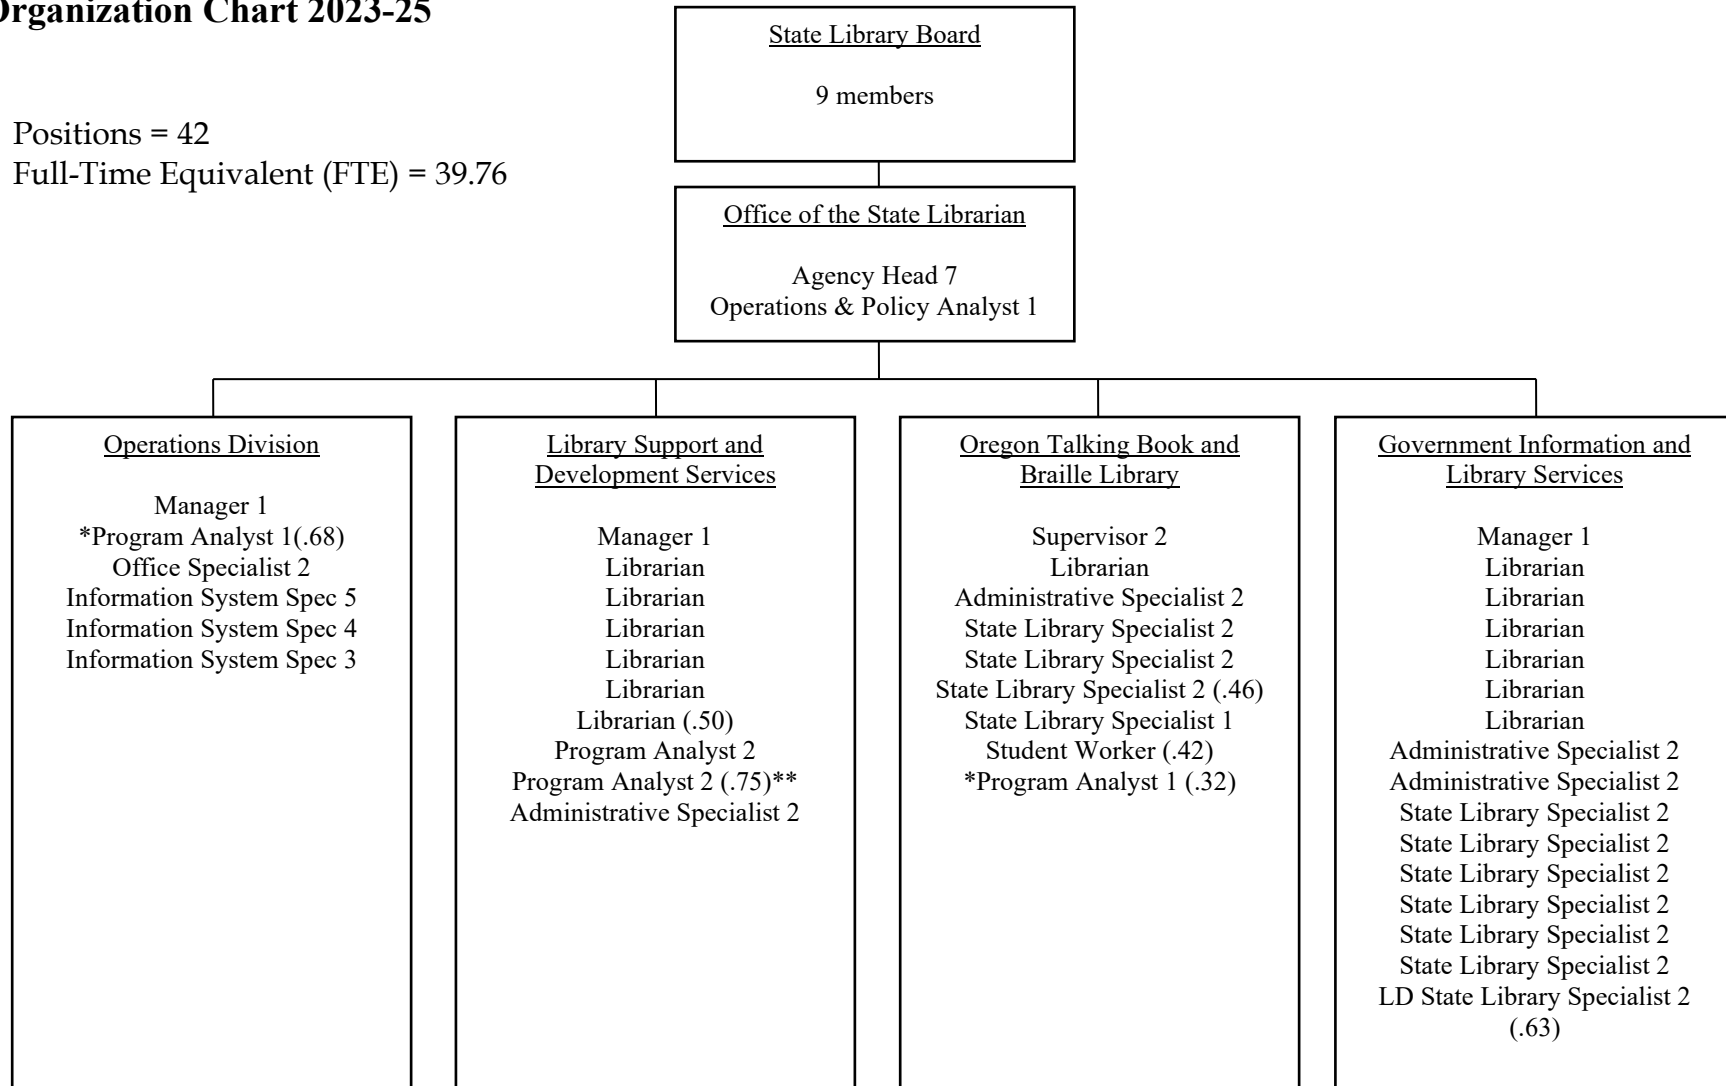 Organization Chart 2023-25
Positions = 42
Full-Time Equivalent (FTE) = 39.76
State Library Board
9 members
Office of the State Librarian
Agency Head 7
Operations & Policy Analyst 1
Operations Division
Manager 1
*Program Analyst 1(.68)
Office Specialist 2
Information System Spec 5
Information System Spec 4
Information System Spec 3
Library Support and
Development Services
Manager 1
Librarian
Librarian
Librarian
Librarian
Librarian
Librarian (.50)
Program Analyst 2
Program Analyst 2 (.75)**
Administrative Specialist 2
Oregon Talking Book and
Braille Library
Supervisor 2
Librarian
Administrative Specialist 2
State Library Specialist 2
State Library Specialist 2
State Library Specialist 2 (.46)
State Library Specialist 1
Student Worker (.42)
*Program Analyst 1 (.32)
Government Information and
Library Services
Manager 1
Librarian
Librarian
Librarian
Librarian
Librarian
Librarian
Administrative Specialist 2
Administrative Specialist 2
State Library Specialist 2
State Library Specialist 2
State Library Specialist 2
State Library Specialist 2
State Library Specialist 2
State Library Specialist 2
LD State Library Specialist 2
(.63)